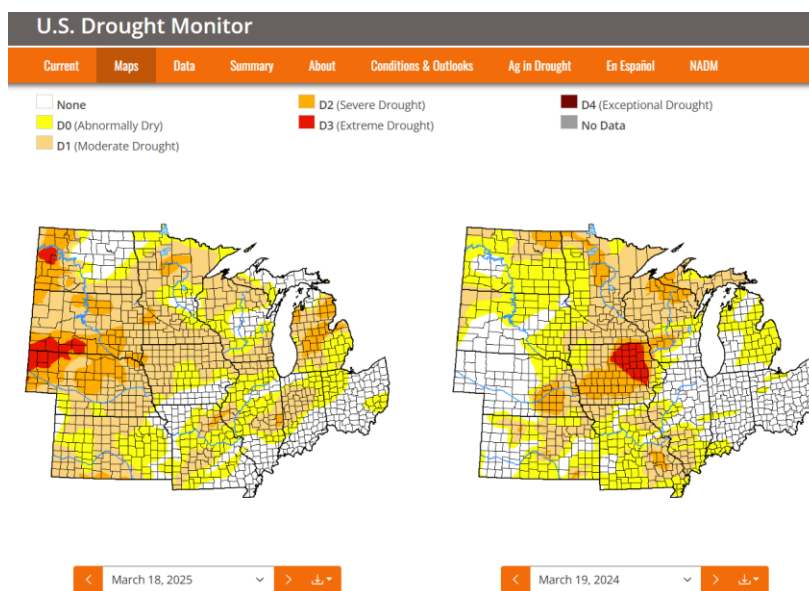 U.S. Drought Monitor
Current Maps Data Summary About Conditions & Outlooks Ag in Drought En Español NADM
None D2 (Severe Drought) D4 (Exceptional Drought)
D0 (Abnormally Dry) D3 (Extreme Drought) No Data
D1 (Moderate Drought)
March 18, 2025 March 19, 2024